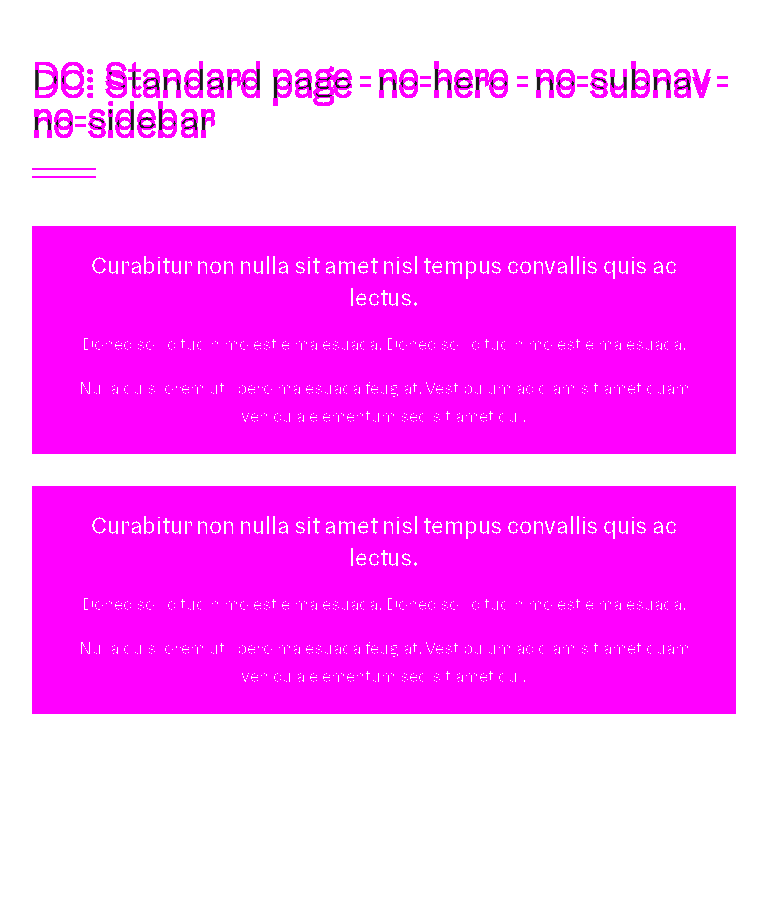 DO: Standard page - no-hero - no-subnav -
no-sidebar
Curabitur non nulla sit amet nisl tempus convallis quis ac
lectus.
Donec sollicitudin molestie malesuada. Donec sollicitudin molestie malesuada.
Nulla quis lorem ut libero malesuada feugiat. Vestibulum ac diam sit amet quam
vehicula elementum sed sit amet dui.
Curabitur non nulla sit amet nisl tempus convallis quis ac
lectus.
Donec sollicitudin molestie malesuada. Donec sollicitudin molestie malesuada.
Nulla quis lorem ut libero malesuada feugiat. Vestibulum ac diam sit amet quam
vehicula elementum sed sit amet dui.